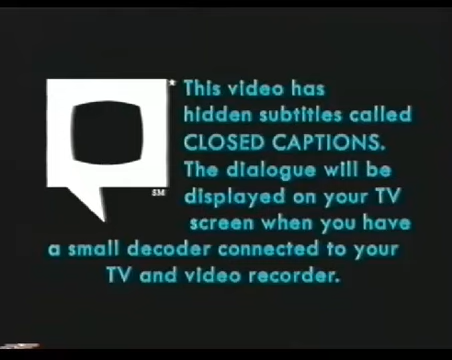 This video has
hidden subtitles called
CLOSED CAPTIONS.
The dialogue will be
displayed on your TV
screen when you have
a small decoder connected to your
TV and video recorder.
SM